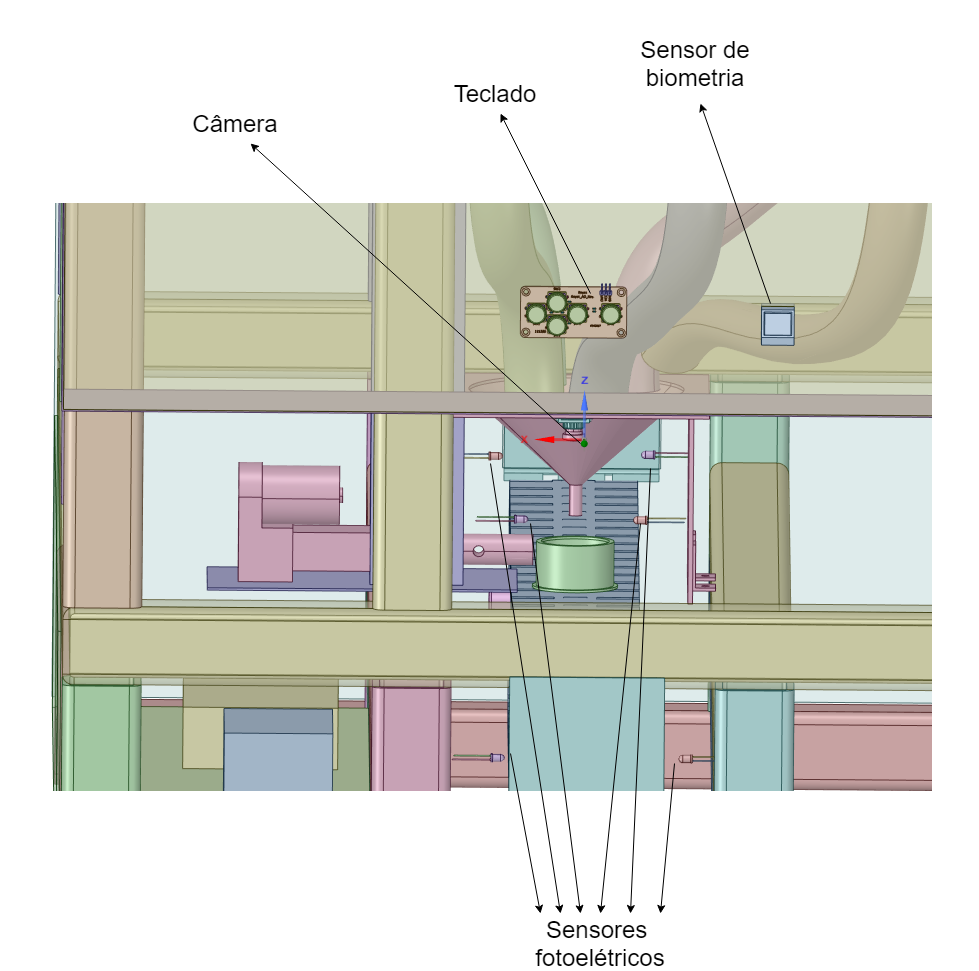 Sensor de
biometria
Teclado
Câmera
Z
X
Sensores
fotoelétricos